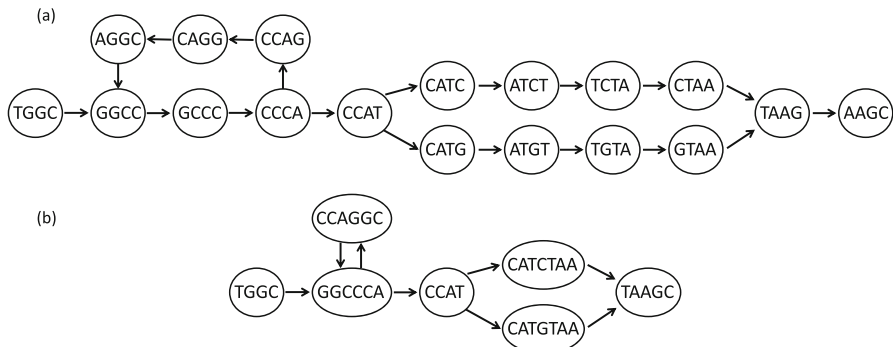 (a)
AGGC CAGG CCAG
CATC ATCT TCTA CTAA
TGGC GGCC GCCC CCCA CCAT TAAG AAGC
CATG ATGT TGTA GTAA
(b)
CCAGGC
CATCTAA
TGGC GGCCCA CCAT TAAGC
CATGTAA